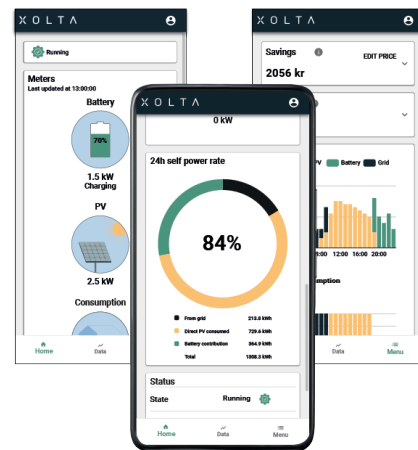 XOLTA
Running
Meters
Last updated at 13:00:00
Battery
70%
1.5 kW
Charging
PV
2.5 kW
Consumption
Home
Data
XOLTA
0 kW
24h self power rate
84%
From grid 213.8 kWh
Direct PV consumed 729.6 kWh
Battery contribution 364.9 kWh
Total 1308.3 kWh
Status
State Running
Home Data Menu
XOLTA
Savings EDIT PRICE
2056 kr
PV Battery Grid
12:00 16:00 20:00
mption
Data Menu